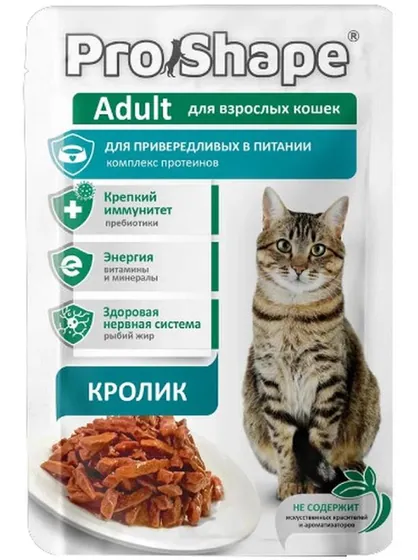 ProShape®
Adult для взрослых кошек
ДЛЯ ПРИВЕРЕДЛИВЫХ В ПИТАНИИ
комплекс протеинов
Крепкий
иммунитет
пребиотики
Энергия
витамины
и минералы
Здоровая
нервная система
рыбий жир
КРОЛИК
НЕ СОДЕРЖИТ
искусственных красителей
и ароматизаторов